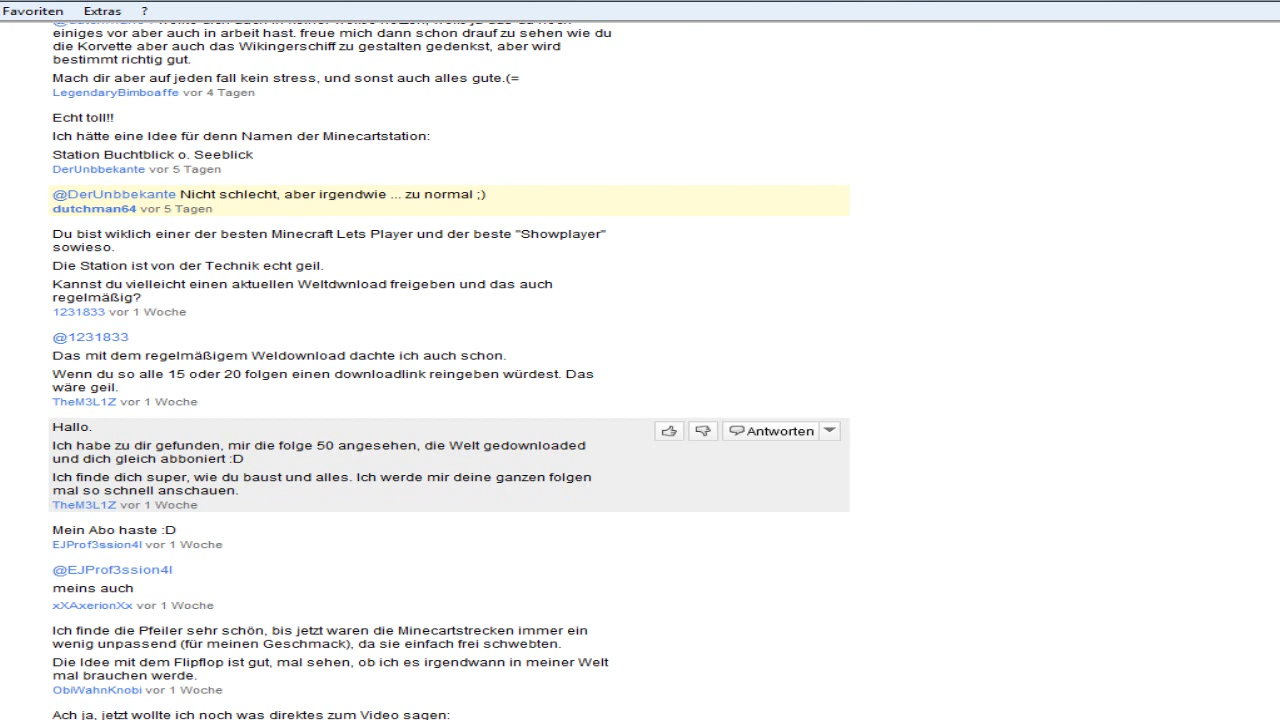 Favoriten Extras ?
einiges vor aber auch in arbeit hast. freue mich dann schon drauf zu sehen wie du
die Korvette aber auch das Wikingerschiff zu gestalten gedenkst, aber wird
bestimmt richtig gut.
Mach dir aber auf jeden fall kein stress, und sonst auch alles gute.(=
LegendaryBimboaffe vor 4 Tagen
Echt toll!!
Ich hätte eine Idee für denn Namen der Minecartstation:
Station Buchtblick o. Seeblick
DerUnbbekante vor 5 Tagen
@DerUnbbekante Nicht schlecht, aber irgendwie ... zu normal ;)
dutchman64 vor 5 Tagen
Du bist wiklich einer der besten Minecraft Lets Player und der beste "Showplayer"
sowieso.
Die Station ist von der Technik echt geil.
Kannst du vielleicht einen aktuellen Weltdwnload freigeben und das auch
regelmäßig?
1231833 vor 1 Woche
@1231833
Das mit dem regelmäßigem Weldownload dachte ich auch schon.
Wenn du so alle 15 oder 20 folgen einen downloadlink reingeben würdest. Das
wäre geil.
TheM3L1Z vor 1 Woche
Hallo.
Antworten
Ich habe zu dir gefunden, mir die folge 50 angesehen, die Welt gedownloaded
und dich gleich abboniert :D
Ich finde dich super, wie du baust und alles. Ich werde mir deine ganzen folgen
mal so schnell anschauen.
TheM3L1Z vor 1 Woche
Mein Abo haste :D
EJProf3ssion4l vor 1 Woche
@EJProf3ssion4l
meins auch
xXAxerionXx vor 1 Woche
Ich finde die Pfeiler sehr schön, bis jetzt waren die Minecartstrecken immer ein
wenig unpassend (für meinen Geschmack), da sie einfach frei schwebten.
Die Idee mit dem Flipflop ist gut, mal sehen, ob ich es irgendwann in meiner Welt
mal brauchen werde.
ObiWahnKnobi vor 1 Woche
Ach ja, jetzt wollte ich noch was direktes zum Video sagen: